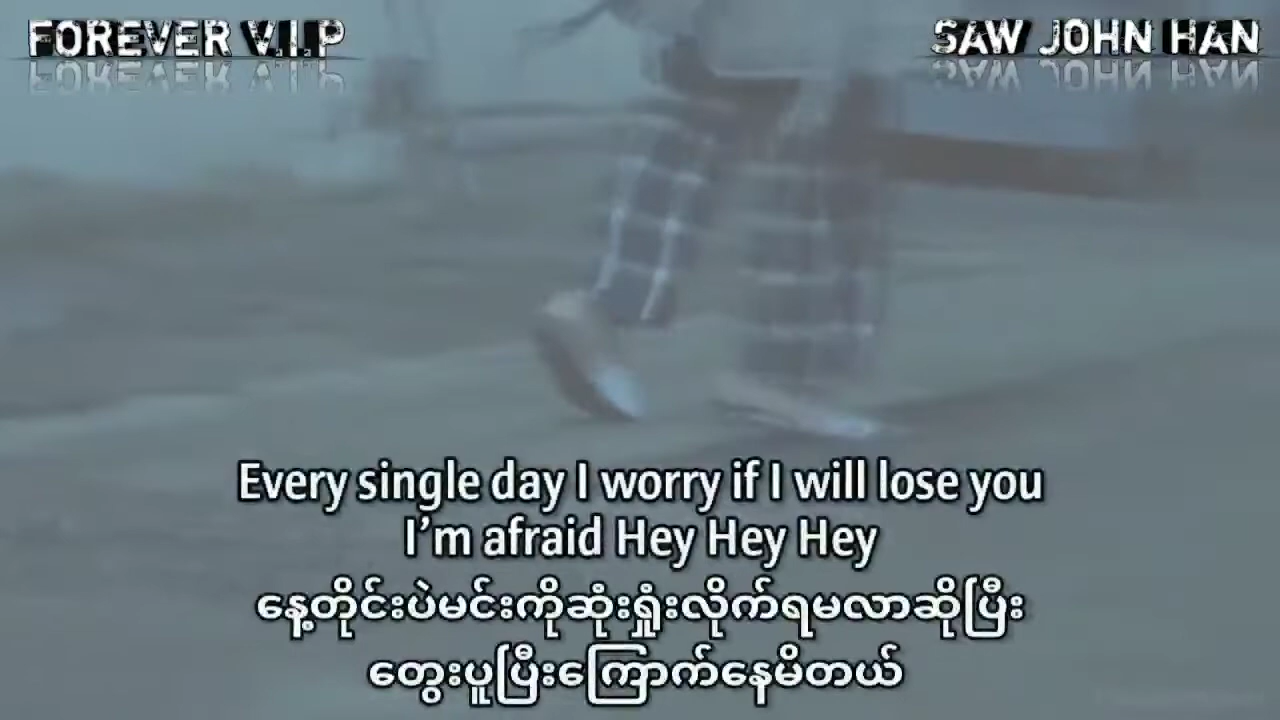 FOREVER V.I.P
SAW JOHN HAN
Every single day I worry if I will lose you
I'm afraid Hey Hey Hey
နေ့တိုင်းပဲမင်းကိုဆုံးရှုံးလိုက်ရမလာဆိုပြီး
တွေးပူပြီးကြောက်နေမိတယ်